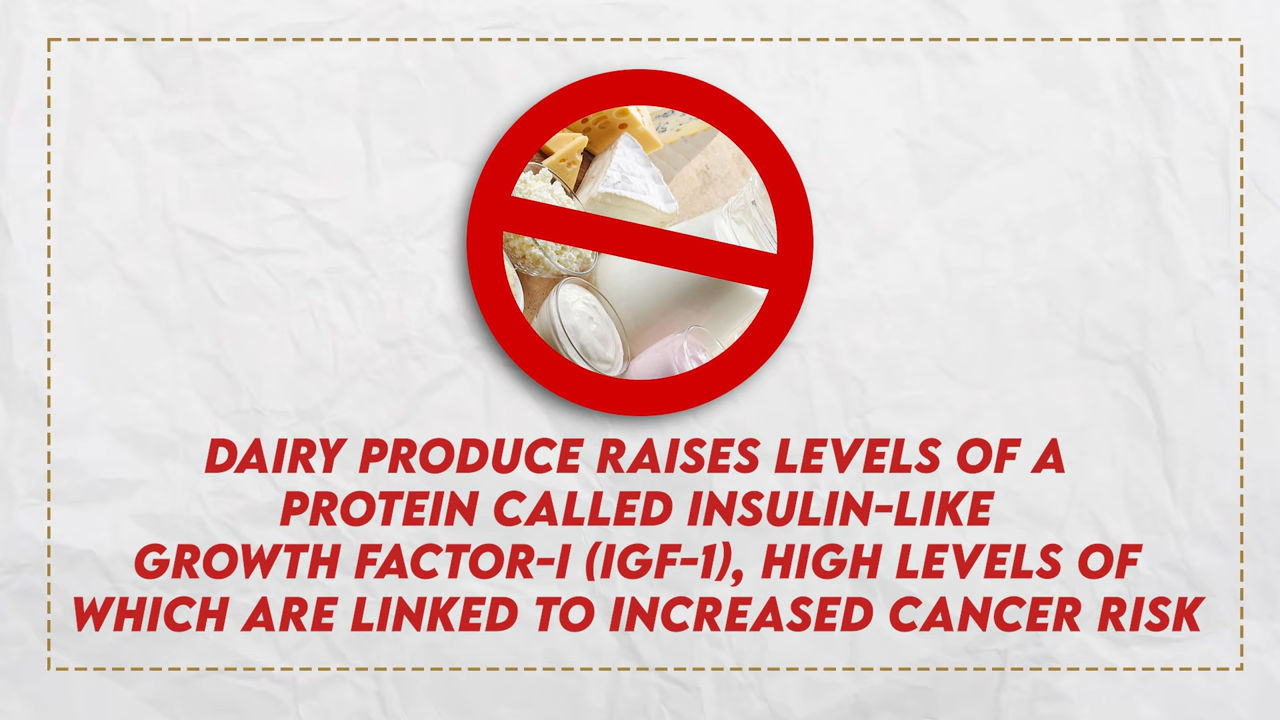 DAIRY PRODUCE RAISES LEVELS OF A
PROTEIN CALLED INSULIN-LIKE
GROWTH FACTOR-I (IGF-1), HIGH LEVELS OF
WHICH ARE LINKED TO INCREASED CANCER RISK